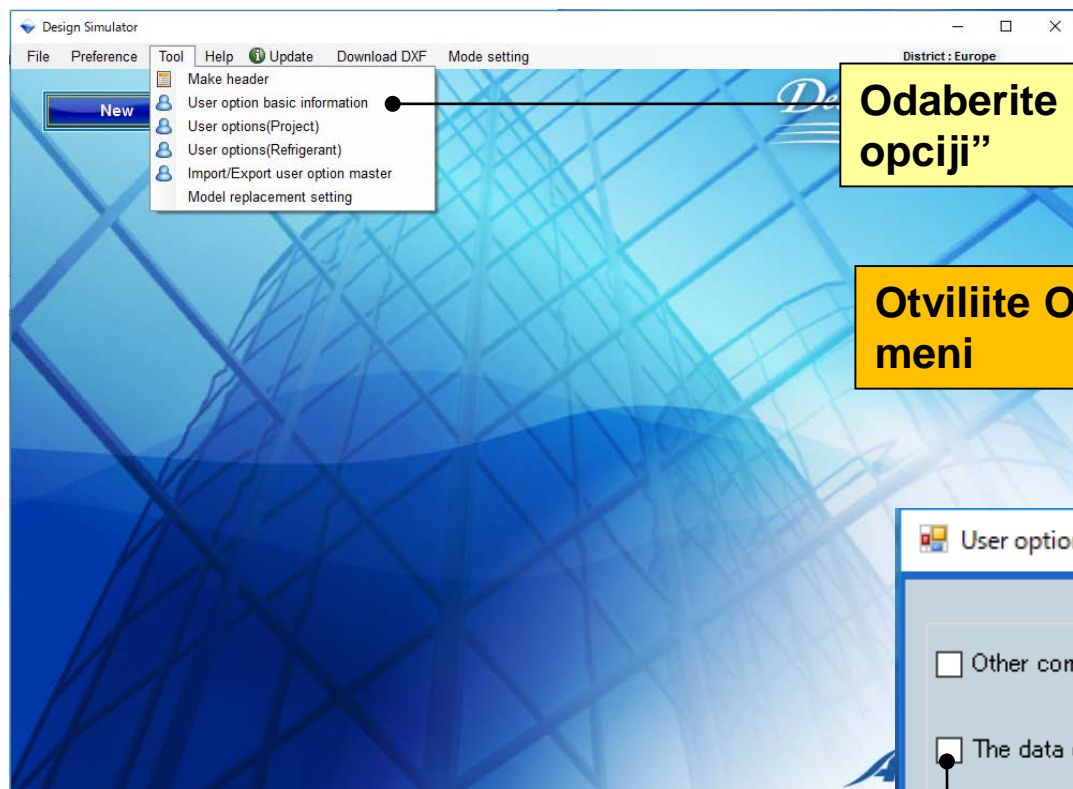 Design Simulator
File Preference Tool Help Update Download DXF Mode setting
District : Europe
Make header
User option basic information
User options(Project)
User options(Refrigerant)
Import/Export user option master
Model replacement setting
New
Odaberite
opciji”
Otviliite O
meni
User option
Other com
The data